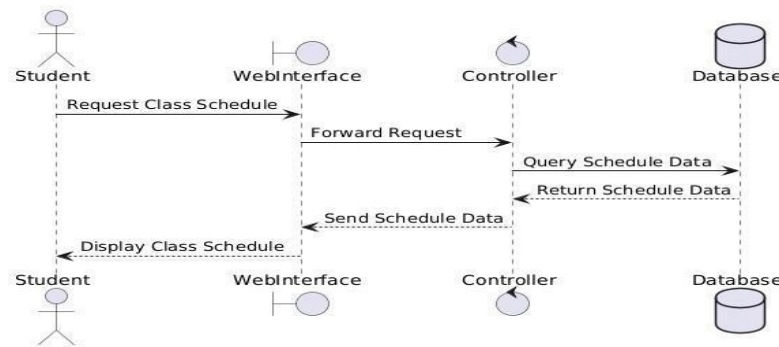 Student WebInterface Controller Database
Request Class Schedule
Forward Request
Query Schedule Data
Return Schedule Data
Send Schedule Data
Display Class Schedule
Student WebInterface Controller Database